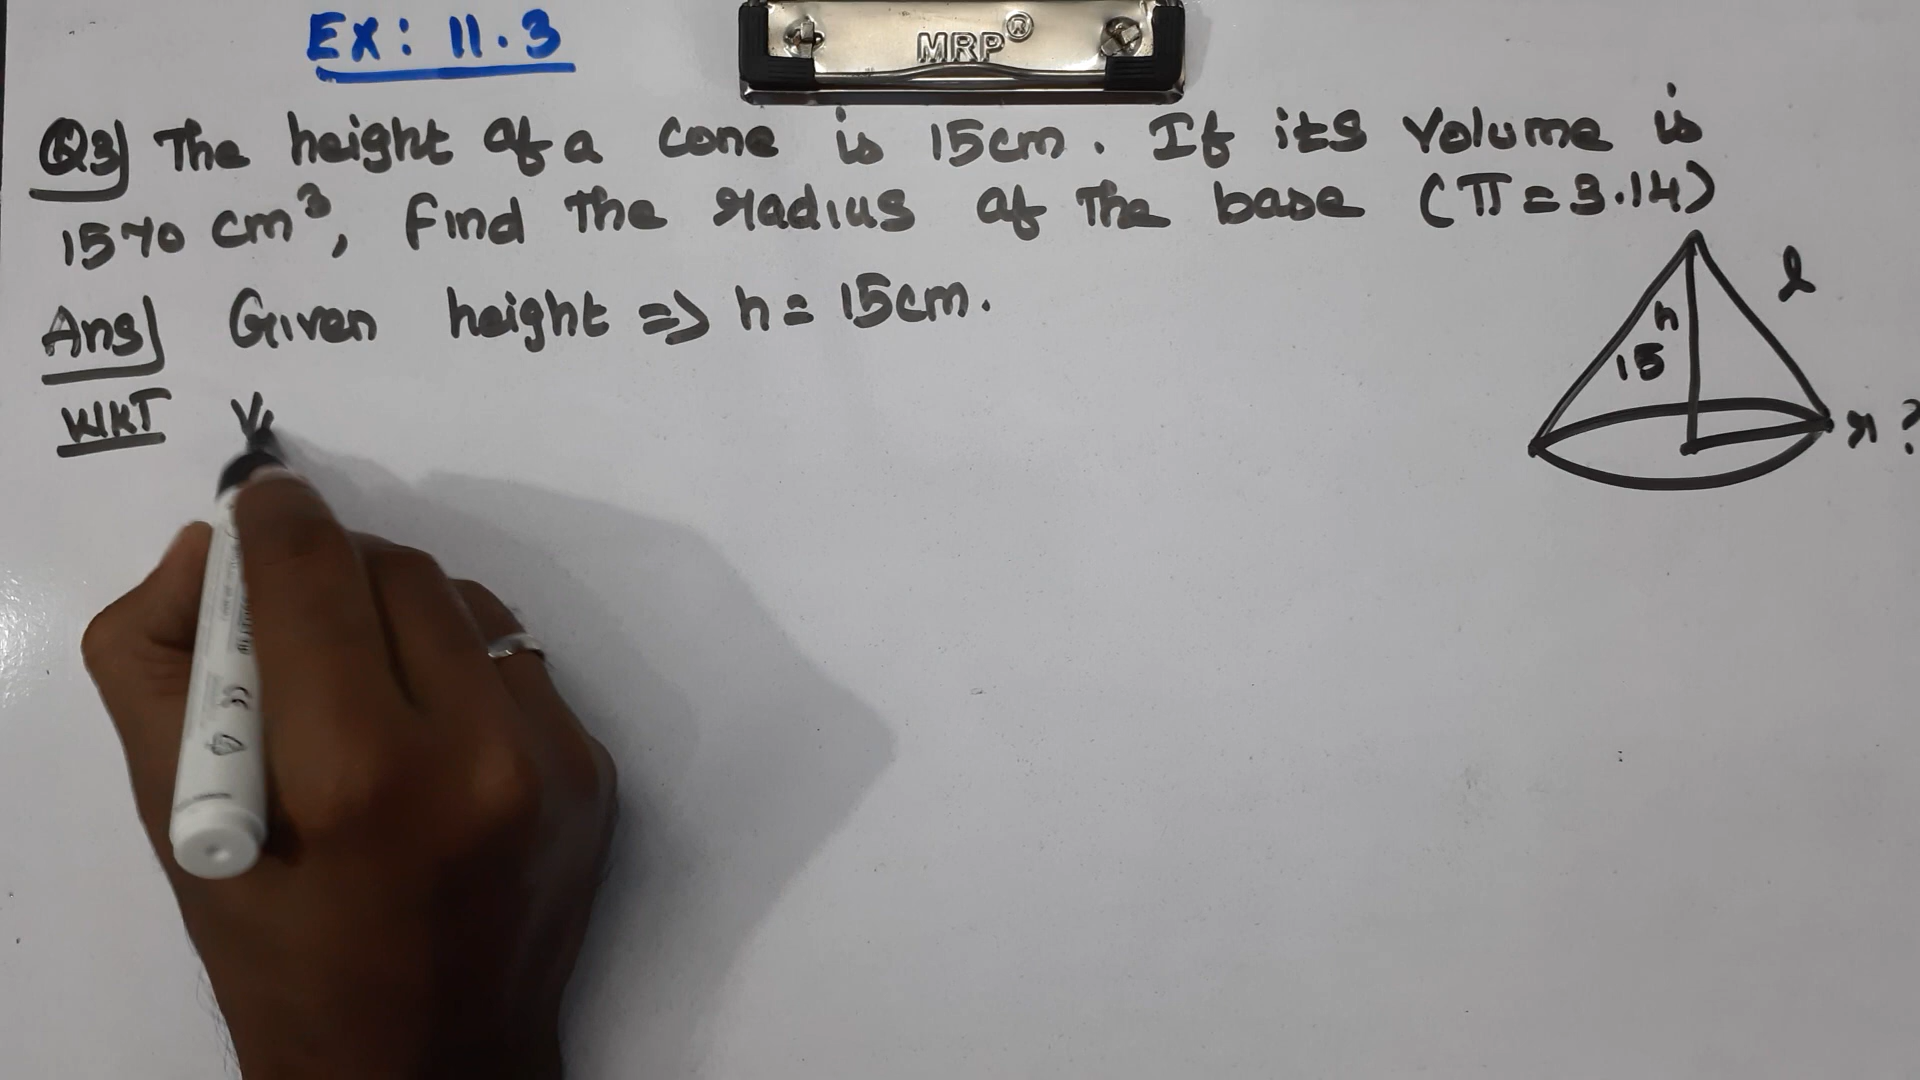 EX: 11.3
MRP®
Q3) The height of a cone is 15cm. If its volume is
1570 cm³, find the radius of the base (π=3.14)
Ans) Given height => h = 15cm.
l
h
15
r ?
WKT V
CE